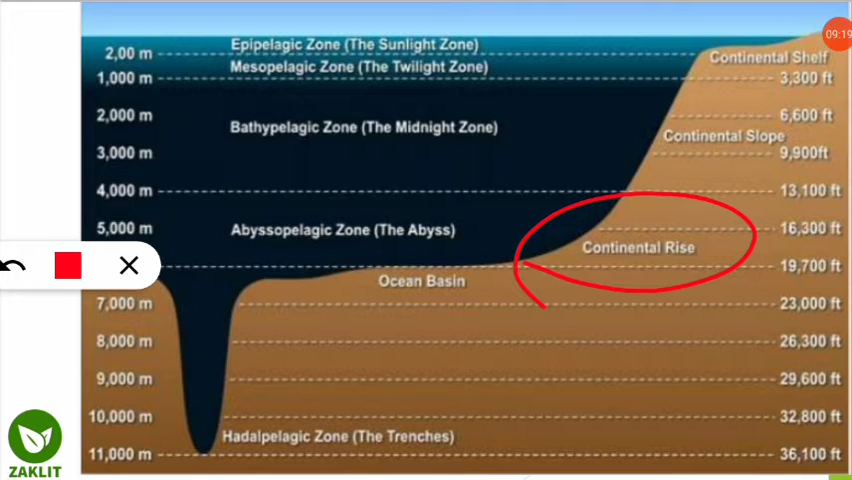 09:19
Epipelagic Zone (The Sunlight Zone)
2,00 m
Continental Shelf
Mesopelagic Zone (The Twilight Zone)
1,000 m
3,300 ft
2,000 m
6,600 ft
Bathypelagic Zone (The Midnight Zone)
Continental Slope
3,000 m
9,900ft
4,000 m
13,100 ft
5,000 m
Abyssopelagic Zone (The Abyss)
16,300 ft
Continental Rise
19,700 ft
Ocean Basin
7,000 m
23,000 ft
8,000 m
26,300 ft
9,000 m
29,600 ft
10,000 m
32,800 ft
Hadalpelagic Zone (The Trenches)
11,000 m
36,100 ft
ZAKLIT